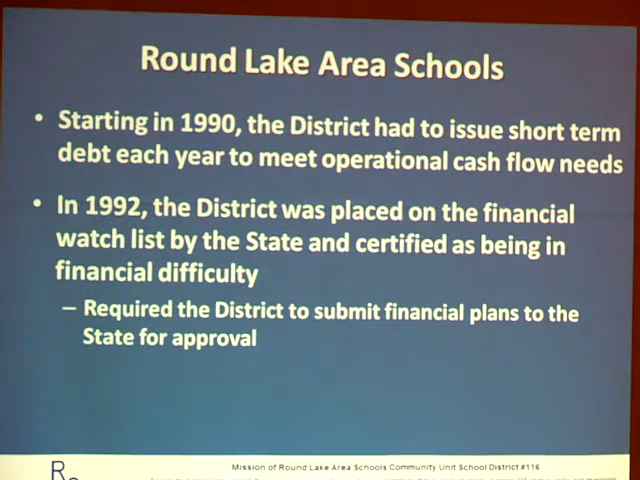 Round Lake Area Schools
• Starting in 1990, the District had to issue short term
debt each year to meet operational cash flow needs
• In 1992, the District was placed on the financial
watch list by the State and certified as being in
financial difficulty
– Required the District to submit financial plans to the
State for approval
R
Mission of Round Lake Area Schools Community Unit School District #116